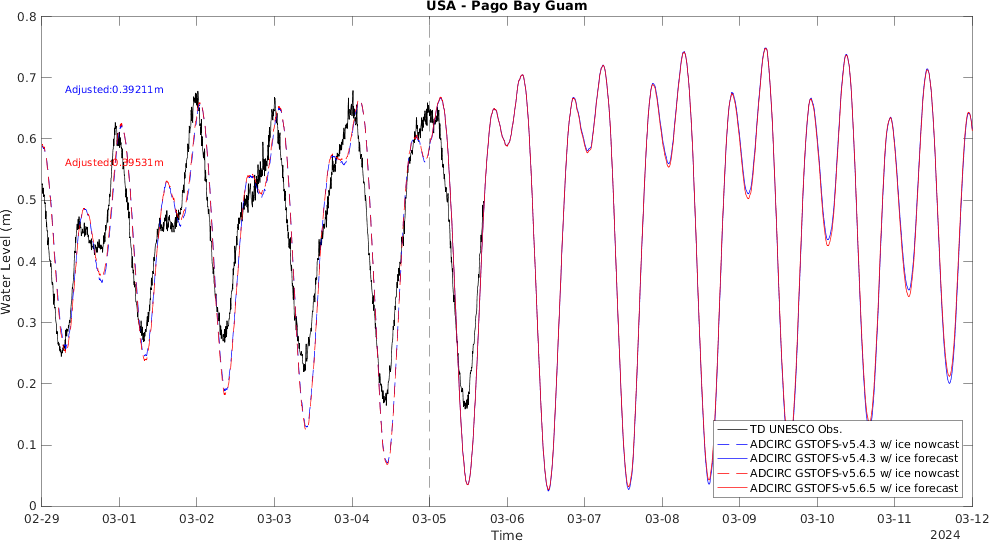 USA - Pago Bay Guam
0.8
0.7
0.6
0.5
0.4
0.3
0.2
0.1
0
Water Level (m)
Adjusted:0.39211m
Adjusted:0.39531m
TD UNESCO Obs.
ADCIRC GSTOFS-v5.4.3 w/ ice nowcast
ADCIRC GSTOFS-v5.4.3 w/ ice forecast
ADCIRC GSTOFS-v5.6.5 w/ ice nowcast
ADCIRC GSTOFS-v5.6.5 w/ ice forecast
02-29 03-01 03-02 03-03 03-04 03-05 03-06 03-07 03-08 03-09 03-10 03-11 03-12
Time
2024